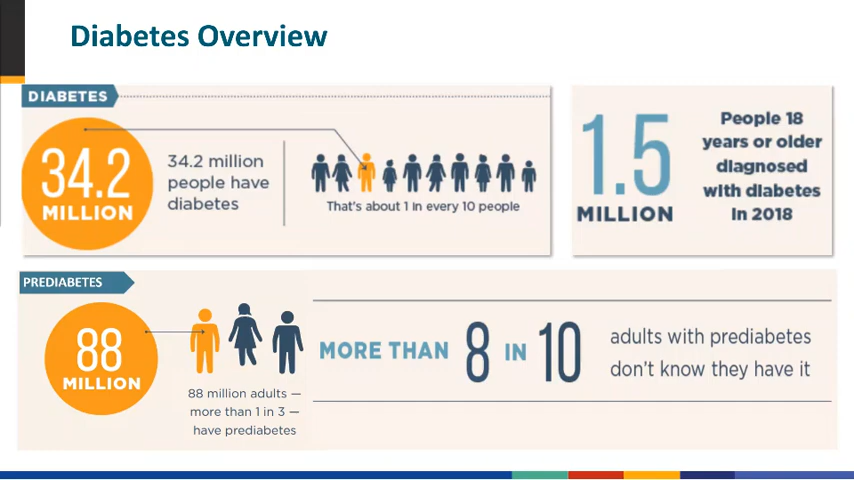 Diabetes Overview
DIABETES
34.2
MILLION
34.2 million
people have
diabetes
That's about 1 in every 10 people
1.5
MILLION
People 18
years or older
diagnosed
with diabetes
in 2018
PREDIABETES
88
MILLION
88 million adults —
more than 1 in 3 —
have prediabetes
MORE THAN 8 IN 10
adults with prediabetes
don't know they have it